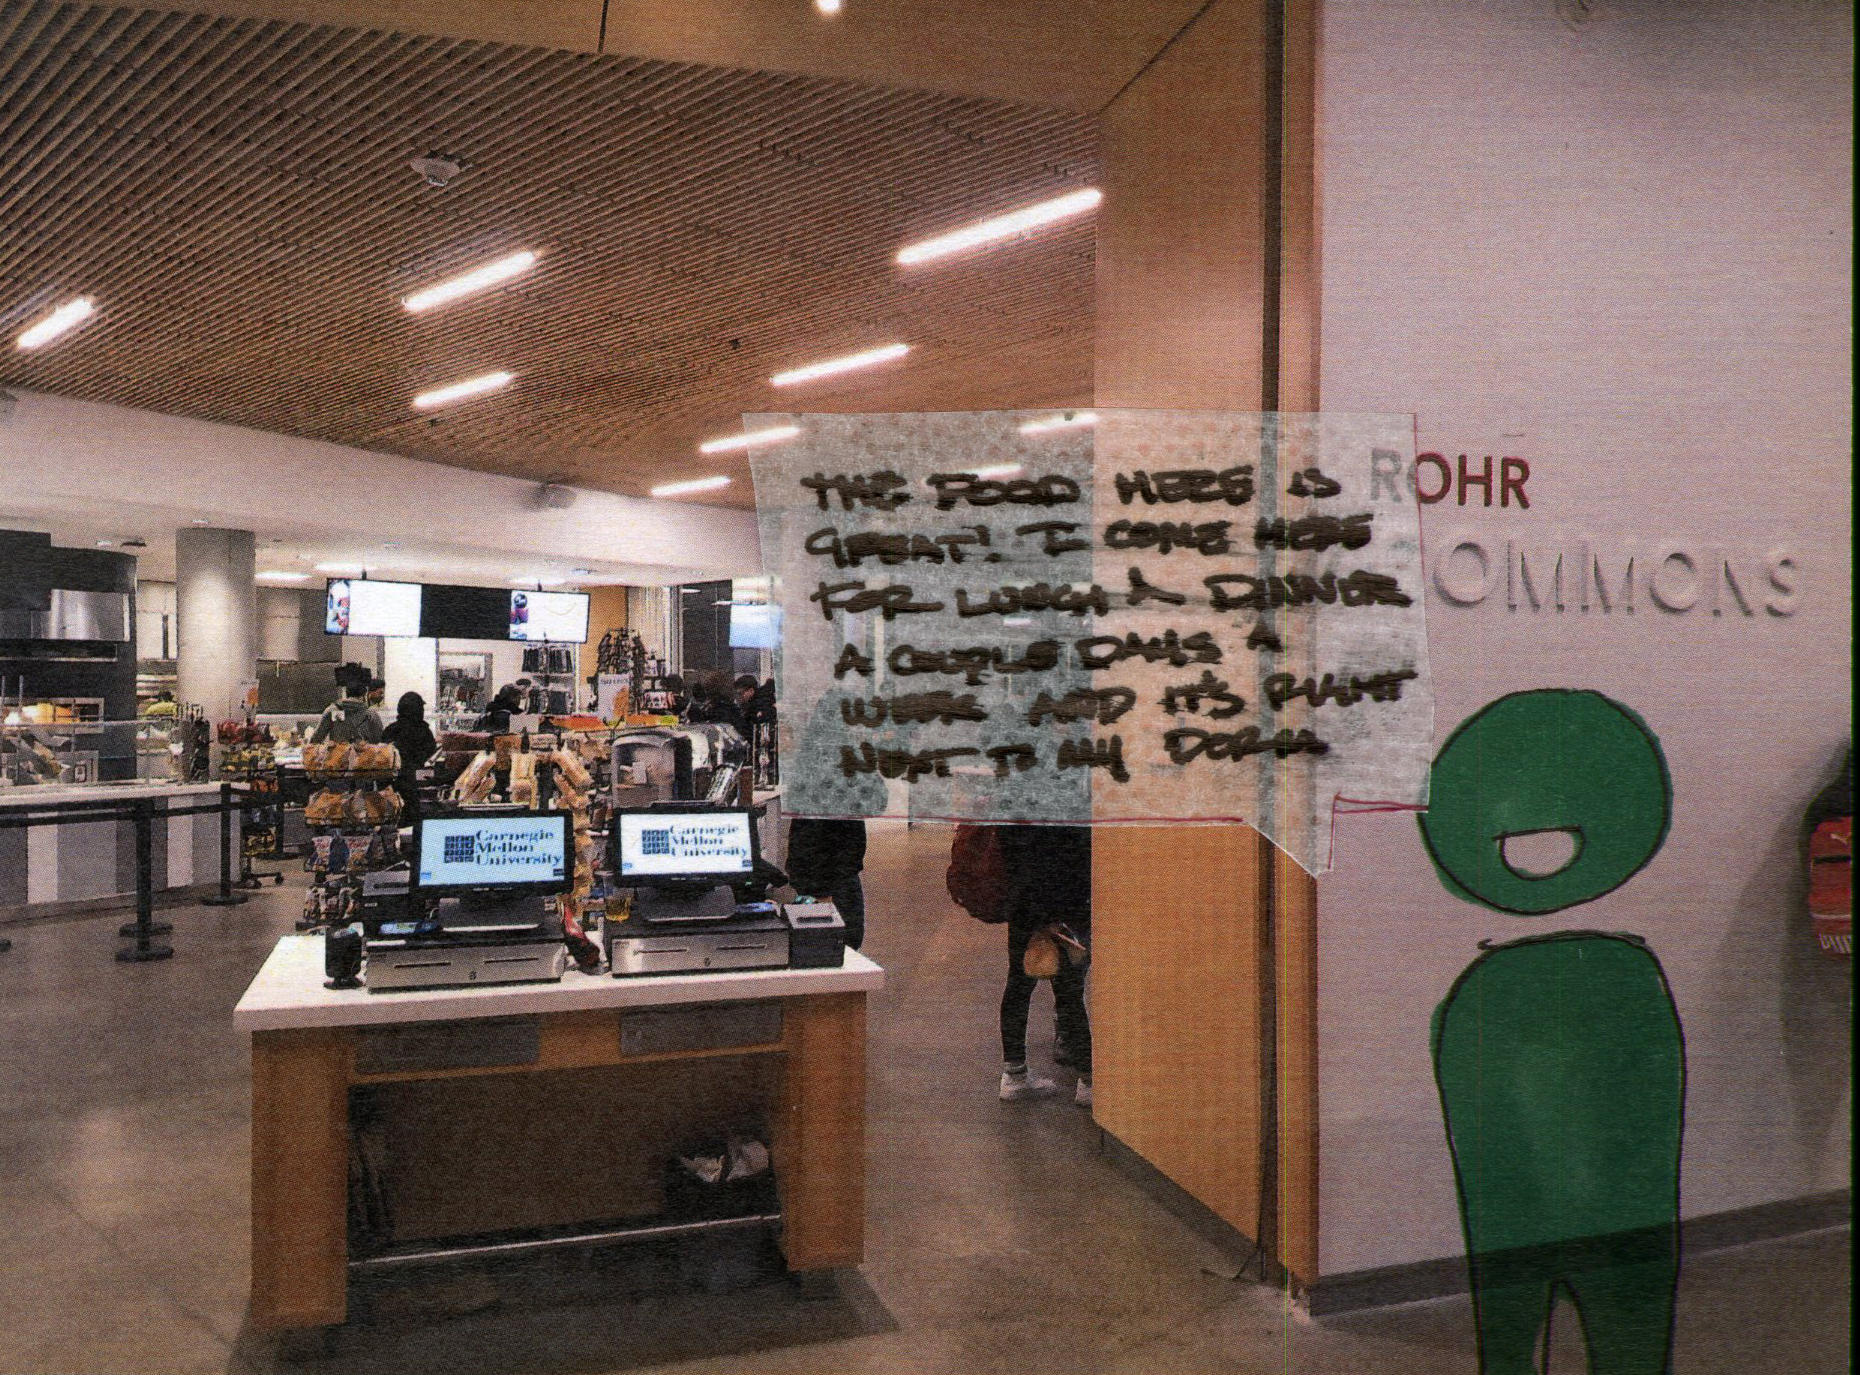 THE FOOD HERE IS
GREAT! I COME HERE
FOR LUNCH & DINNER
A COUPLE DAYS A
WEEK AND IT'S RIGHT
NEXT TO MY DORM
ROHR
COMMONS
Carnegie
Mellon
University
Carnegie
Mellon
University